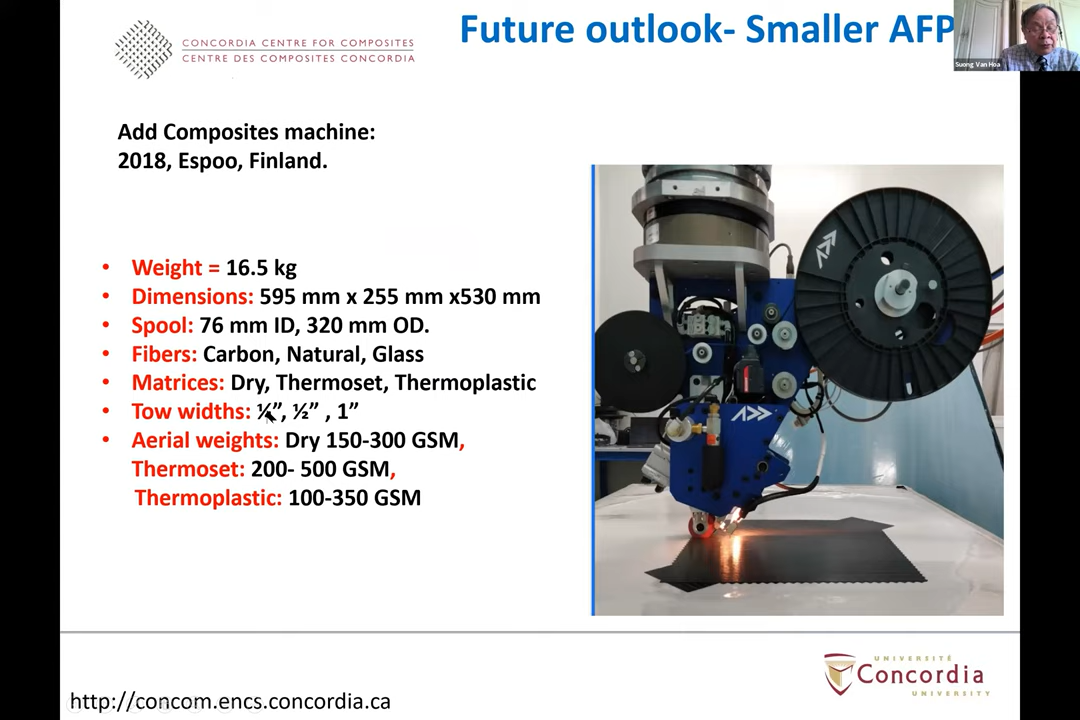 CONCORDIA CENTRE FOR COMPOSITES
CENTRE DES COMPOSITES CONCORDIA
Future outlook- Smaller AFP
Suong Van Hoa
Add Composites machine:
2018, Espoo, Finland.
• Weight = 16.5 kg
• Dimensions: 595 mm x 255 mm x530 mm
• Spool: 76 mm ID, 320 mm OD.
• Fibers: Carbon, Natural, Glass
• Matrices: Dry, Thermoset, Thermoplastic
• Tow widths: ¼”, ½” , 1”
• Aerial weights: Dry 150-300 GSM,
Thermoset: 200- 500 GSM,
Thermoplastic: 100-350 GSM
UNIVERSITÉ
Concordia
UNIVERSITY
http://concom.encs.concordia.ca